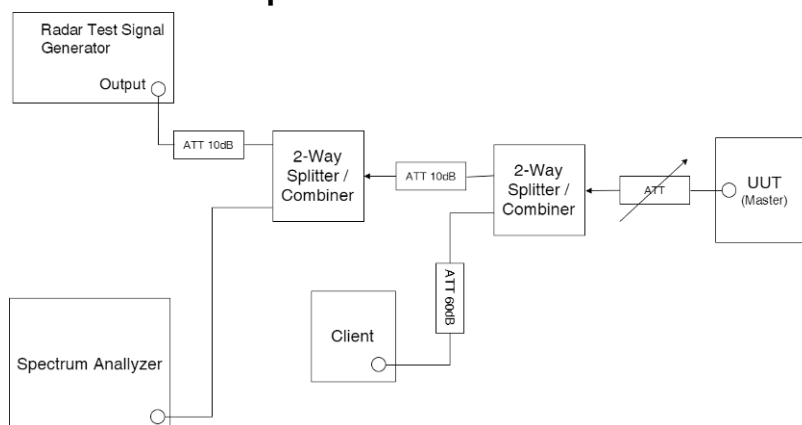 Radar Test Signal
Generator
Output
ATT 10dB
2-Way
Splitter /
Combiner
ATT 10dB
2-Way
Splitter /
Combiner
ATT
UUT
(Master)
ATT 60dB
Client
Spectrum Anallyzer